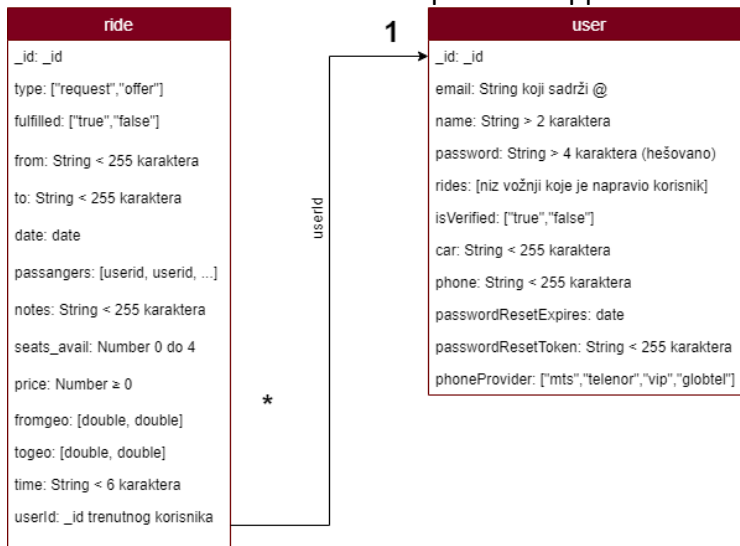 ride
_id: _id
type: ["request","offer"]
fulfilled: ["true","false"]
from: String < 255 karaktera
to: String < 255 karaktera
date: date
passangers: [userid, userid, ...]
notes: String < 255 karaktera
seats_avail: Number 0 do 4
price: Number ≥ 0
fromgeo: [double, double]
togeo: [double, double]
time: String < 6 karaktera
userId: _id trenutnog korisnika
*
userId
1
user
_id: _id
email: String koji sadrži @
name: String > 2 karaktera
password: String > 4 karaktera (hešovano)
rides: [niz vožnji koje je napravio korisnik]
isVerified: ["true","false"]
car: String < 255 karaktera
phone: String < 255 karaktera
passwordResetExpires: date
passwordResetToken: String < 255 karaktera
phoneProvider: ["mts","telenor","vip","globtel"]